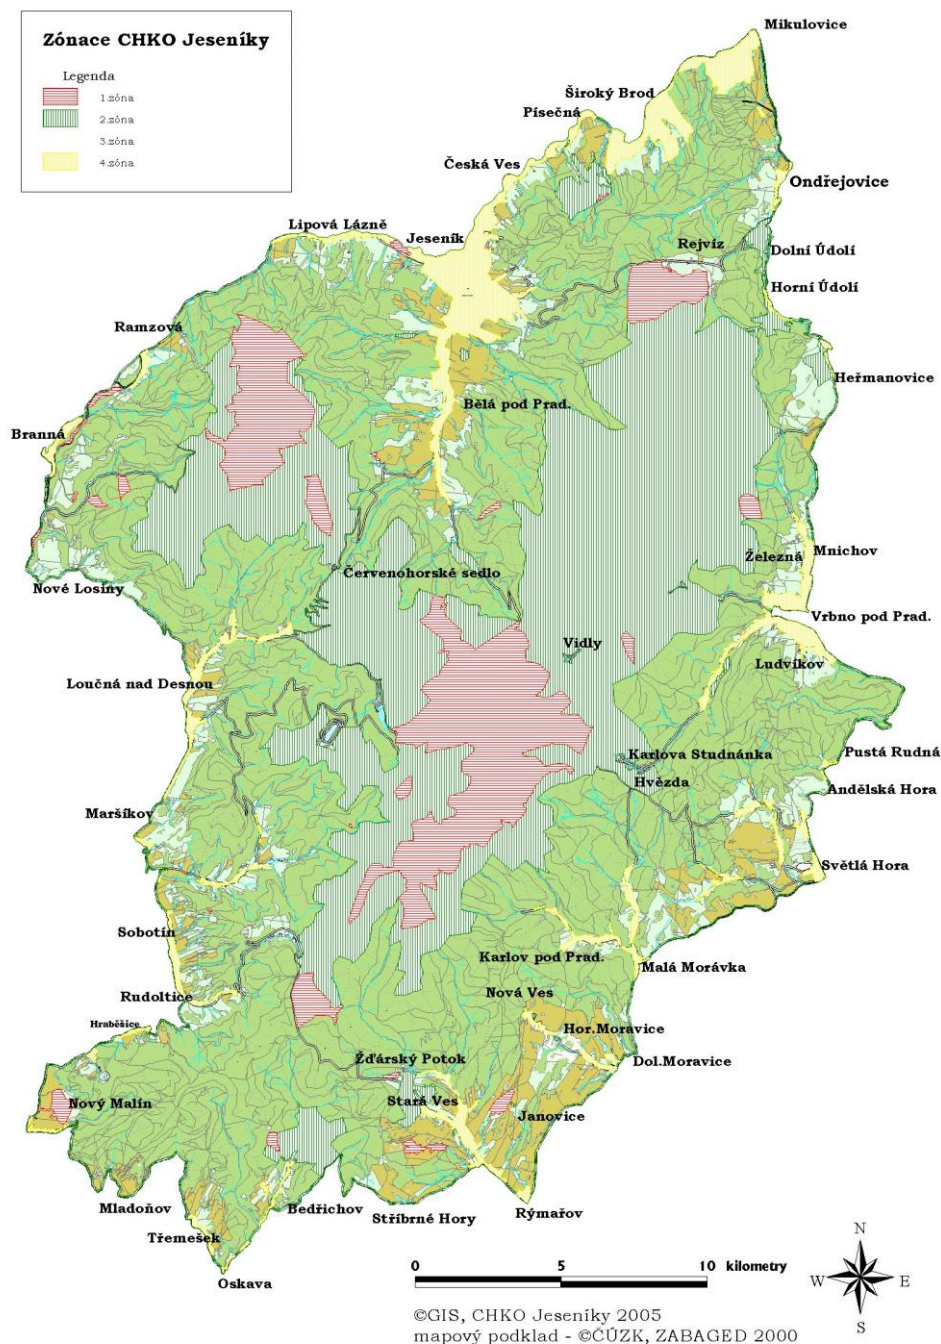 Zónace CHKO Jeseníky
Legenda
1.zóna
2.zóna
3.zóna
4.zóna
Mikulovice
Široký Brod
Písečná
Česká Ves
Ondřejovice
Lipová Lázně
Jeseník
Rejvíz
Dolní Údolí
Horní Údolí
Ramzová
Heřmanovice
Bělá pod Prad.
Branná
Železná
Mnichov
Červenohorské sedlo
Nové Losiny
Vrbno pod Prad.
Vidly
Ludvíkov
Loučná nad Desnou
Karlova Studnánka
Pustá Rudná
Hvězda
Andělská Hora
Maršíkov
Světlá Hora
Sobotín
Karlov pod Prad.
Malá Morávka
Rudoltice
Nová Ves
Hraběšice
Hor.Moravice
Žďárský Potok
Dol.Moravice
Nový Malín
Stará Ves
Janovice
Mladoňov
Bedřichov
Stříbrné Hory
Rýmařov
Třemešek
Oskava
0 5 10 kilometry
N
W E
S
©GIS, CHKO Jeseníky 2005
mapový podklad - ©ČÚZK, ZABAGED 2000